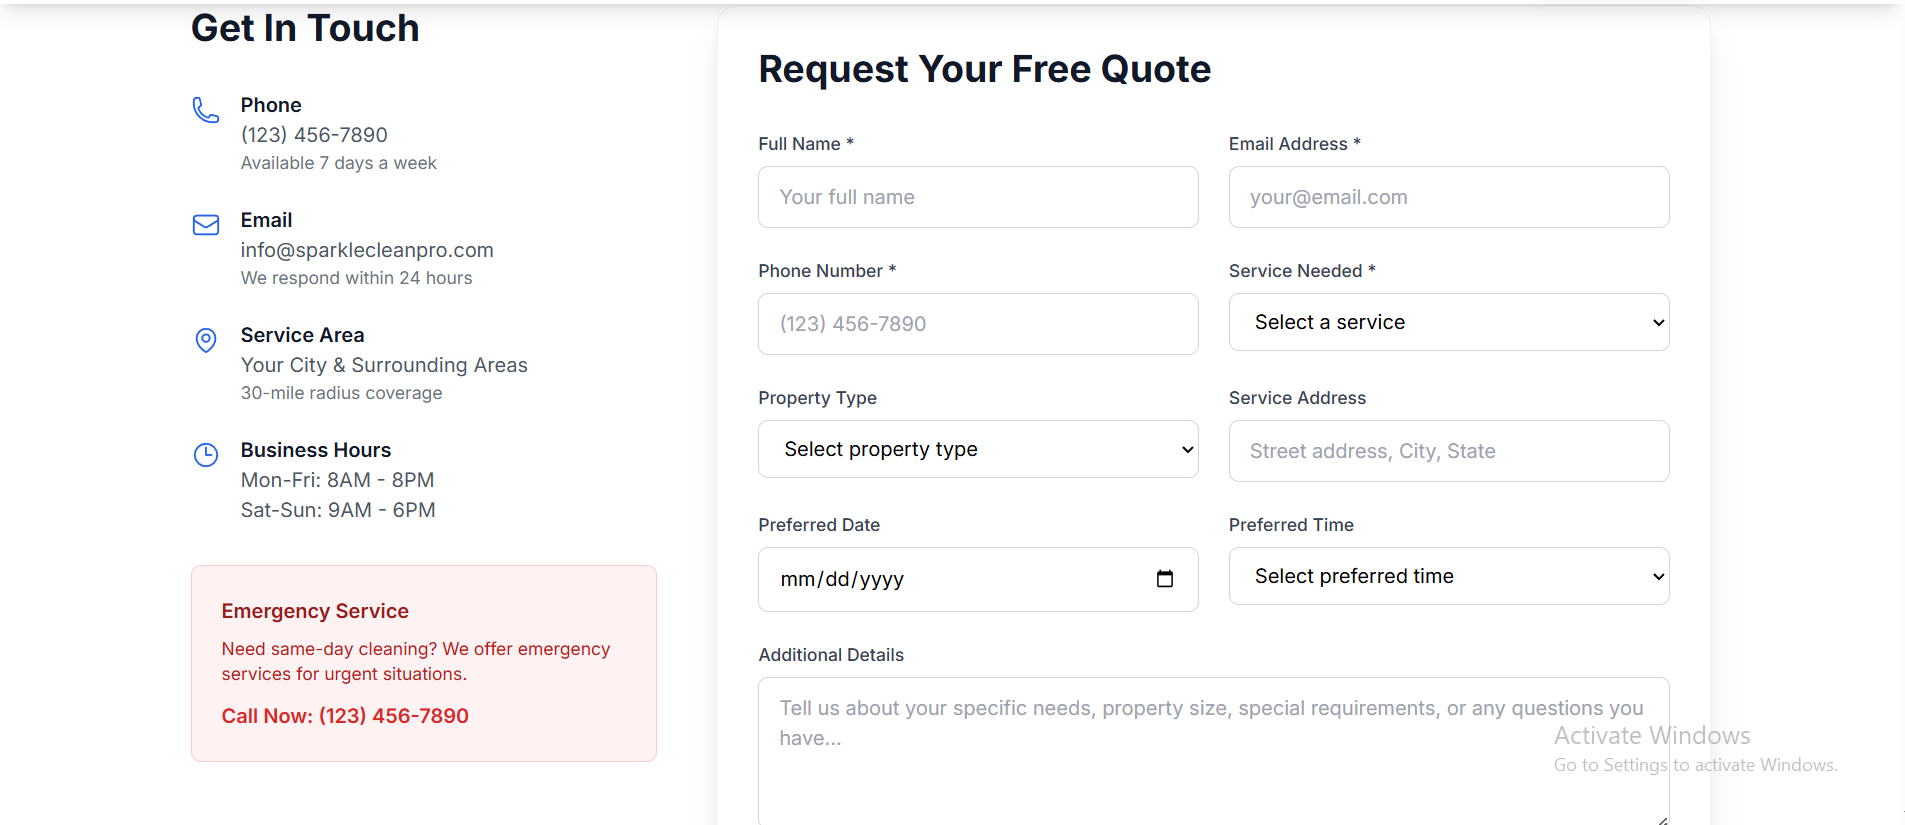 Get In Touch
Phone
(123) 456-7890
Available 7 days a week
Email
info@sparklecleanpro.com
We respond within 24 hours
Service Area
Your City & Surrounding Areas
30-mile radius coverage
Business Hours
Mon-Fri: 8AM - 8PM
Sat-Sun: 9AM - 6PM
Emergency Service
Need same-day cleaning? We offer emergency
services for urgent situations.
Call Now: (123) 456-7890
Request Your Free Quote
Full Name *
Your full name
Email Address *
your@email.com
Phone Number *
(123) 456-7890
Service Needed *
Select a service
Property Type
Select property type
Service Address
Street address, City, State
Preferred Date
mm/dd/yyyy
Preferred Time
Select preferred time
Additional Details
Tell us about your specific needs, property size, special requirements, or any questions you
have...
Activate Windows
Go to Settings to activate Windows.